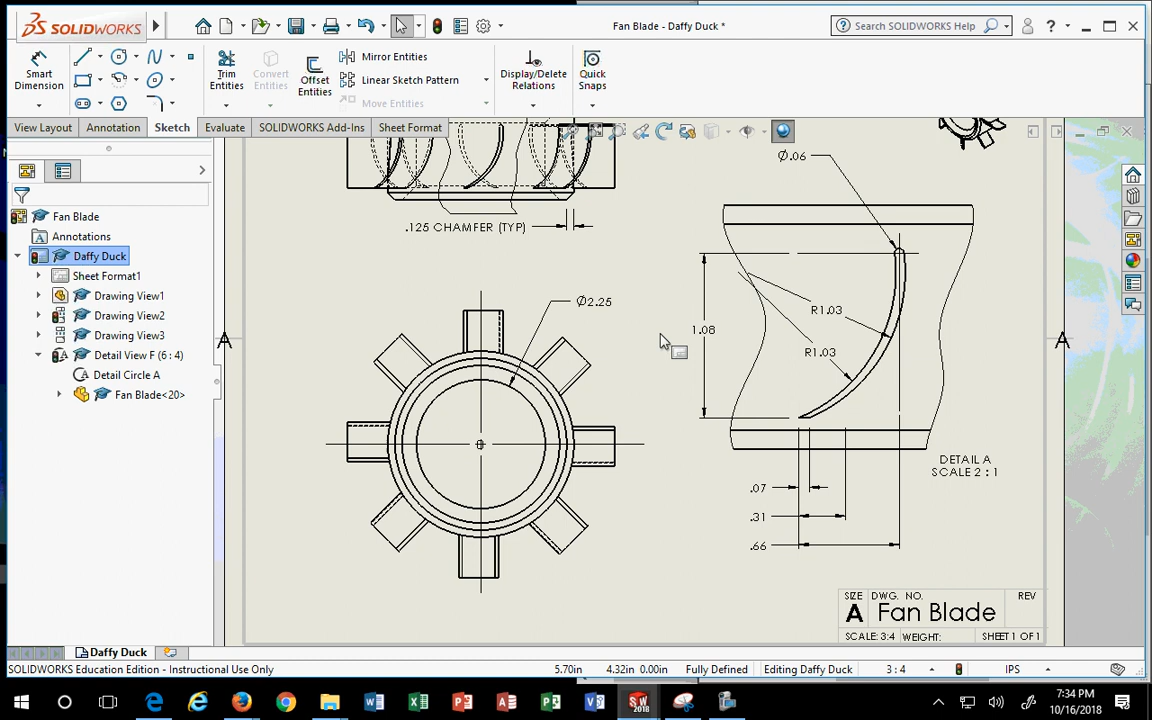 SOLIDWORKS
Fan Blade - Daffy Duck *
Search SOLIDWORKS Help
?
Smart Dimension
Trim Entities
Convert Entities
Offset Entities
Mirror Entities
Linear Sketch Pattern
Move Entities
Display/Delete Relations
Quick Snaps
View Layout
Annotation
Sketch
Evaluate
SOLIDWORKS Add-Ins
Sheet Format
Fan Blade
Annotations
Daffy Duck
Sheet Format1
Drawing View1
Drawing View2
Drawing View3
Detail View F (6 : 4)
Detail Circle A
Fan Blade<20>
.125 CHAMFER (TYP)
Ø2.25
Ø.06
1.08
R1.03
R1.03
.07
.31
.66
DETAIL A
SCALE 2 : 1
A
A
SIZE DWG. NO. REV
A Fan Blade
SCALE: 3:4 WEIGHT: SHEET 1 OF 1
Daffy Duck
SOLIDWORKS Education Edition - Instructional Use Only
5.70in 4.32in 0.00in Fully Defined Editing Daffy Duck 3 : 4 IPS
7:34 PM
10/16/2018